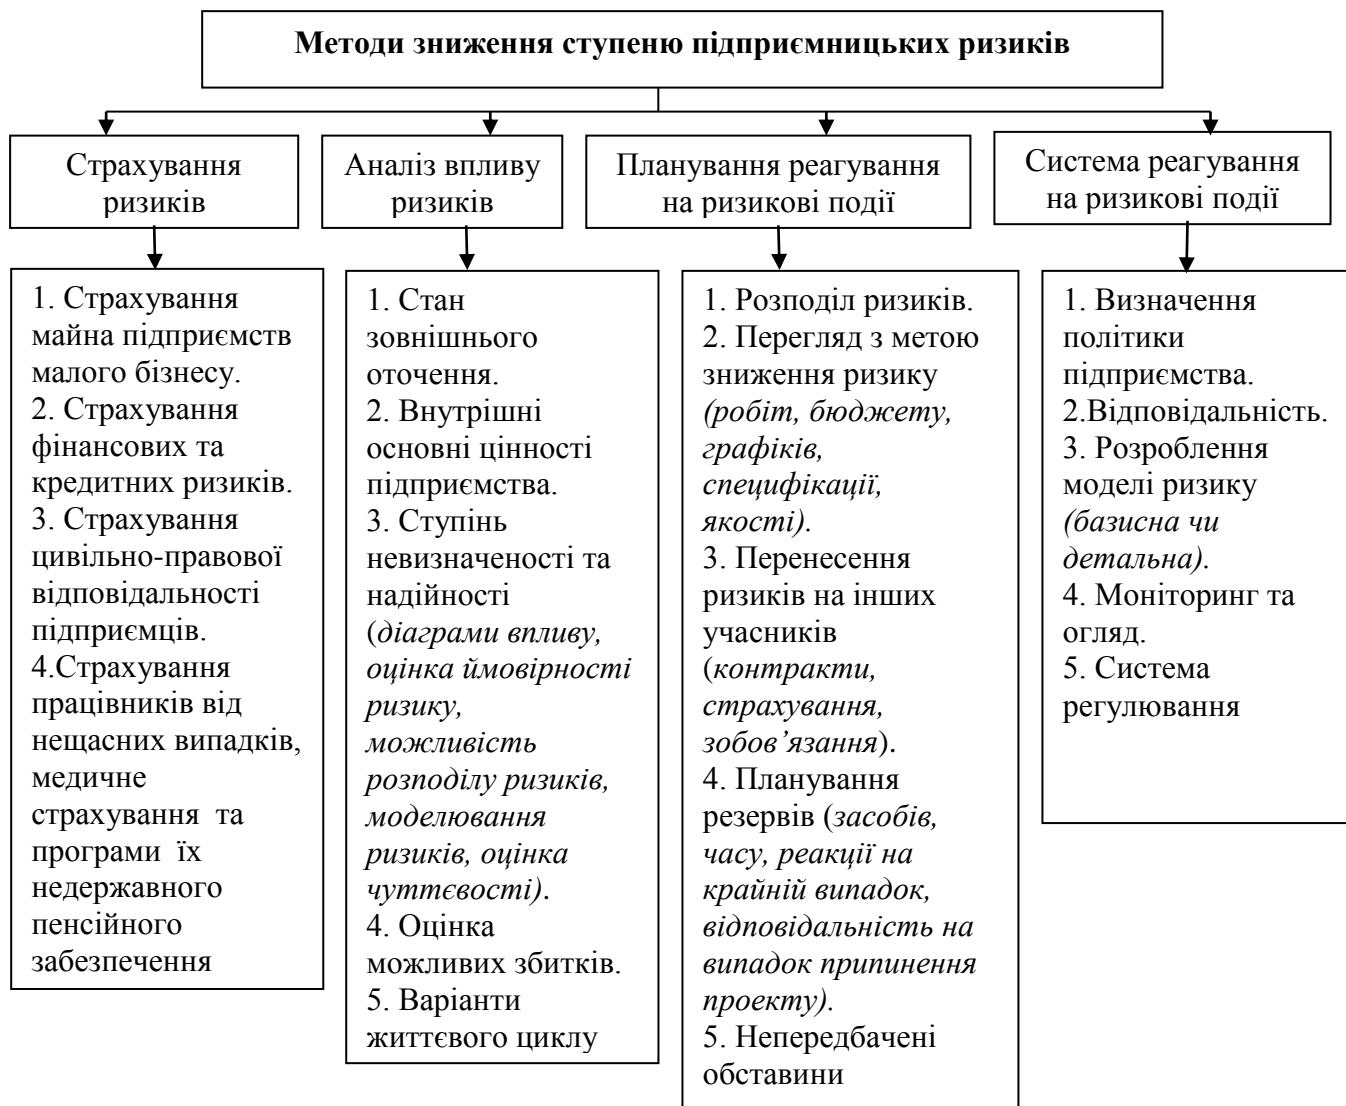 Методи зниження ступеню підприємницьких ризиків
Страхування
ризиків
Аналіз впливу
ризиків
Планування реагування
на ризикові події
Система реагування
на ризикові події
1. Страхування
майна підприємств
малого бізнесу.
2. Страхування
фінансових та
кредитних ризиків.
3. Страхування
цивільно-правової
відповідальності
підприємців.
4.Страхування
працівників від
нещасних випадків,
медичне
страхування та
програми їх
недержавного
пенсійного
забезпечення
1. Стан
зовнішнього
оточення.
2. Внутрішні
основні цінності
підприємства.
3. Ступінь
невизначеності та
надійності
(діаграми впливу,
оцінка ймовірності
ризику,
можливість
розподілу ризиків,
моделювання
ризиків, оцінка
чуттєвості).
4. Оцінка
можливих збитків.
5. Варіанти
життєвого циклу
1. Розподіл ризиків.
2. Перегляд з метою
зниження ризику
(робіт, бюджету,
графіків,
специфікації,
якості).
3. Перенесення
ризиків на інших
учасників
(контракти,
страхування,
зобов’язання).
4. Планування
резервів (засобів,
часу, реакції на
крайній випадок,
відповідальність на
випадок припинення
проекту).
5. Непередбачені
обставини
1. Визначення
політики
підприємства.
2.Відповідальність.
3. Розроблення
моделі ризику
(базисна чи
детальна).
4. Моніторинг та
огляд.
5. Система
регулювання